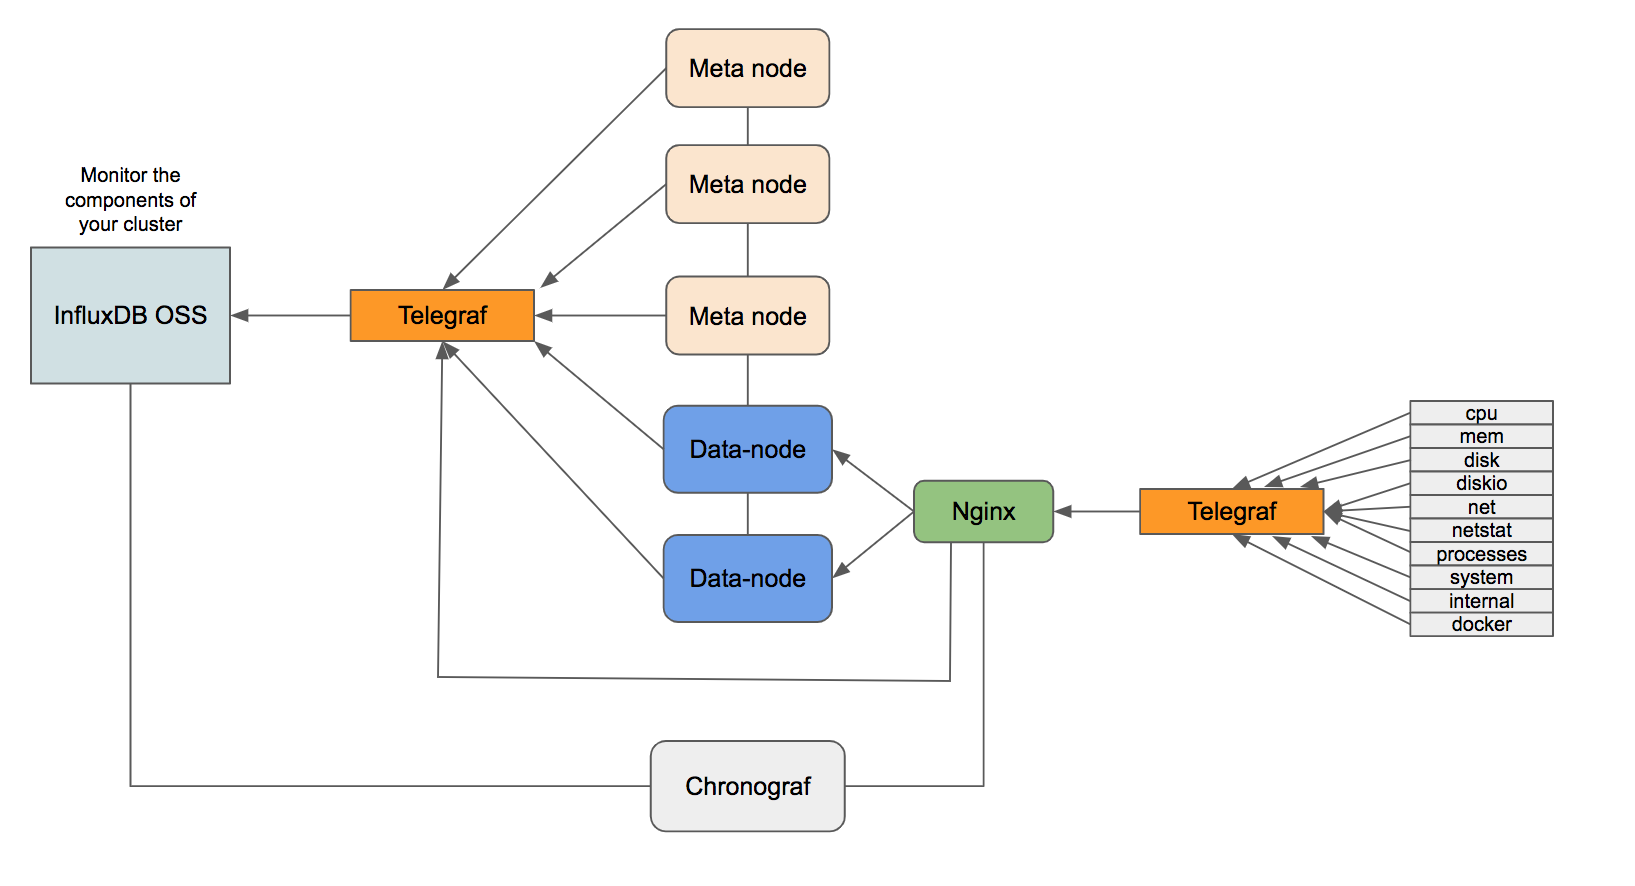 Meta node
Meta node
Monitor the
components of
your cluster
InfluxDB OSS
Telegraf
Meta node
Data-node
Data-node
Nginx
Telegraf
cpu
mem
disk
diskio
net
netstat
processes
system
internal
docker
Chronograf